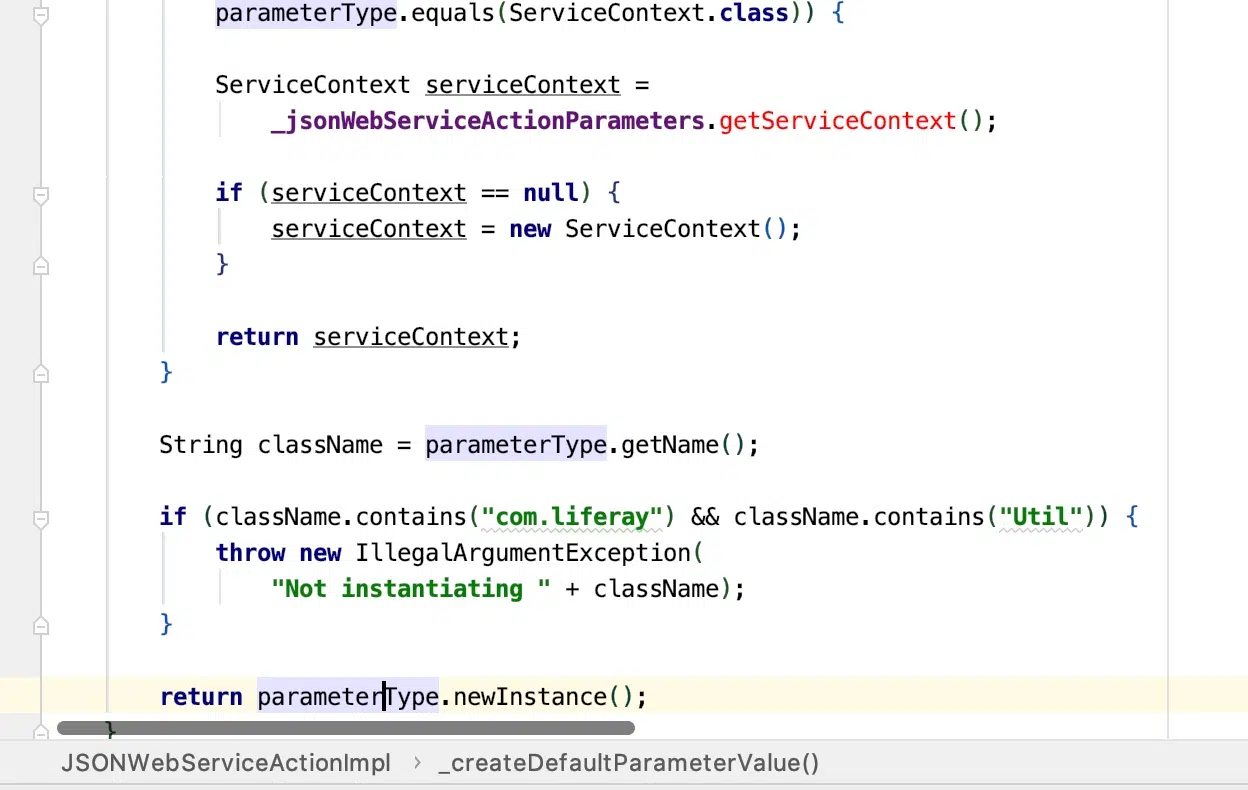 parameterType.equals(ServiceContext.class)) {
ServiceContext serviceContext =
_jsonWebServiceActionParameters.getServiceContext();
if (serviceContext == null) {
serviceContext = new ServiceContext();
}
return serviceContext;
}
String className = parameterType.getName();
if (className.contains("com.liferay") && className.contains("Util")) {
throw new IllegalArgumentException(
"Not instantiating " + className);
}
return parameterType.newInstance();
}
JSONWebServiceActionImpl › _createDefaultParameterValue()